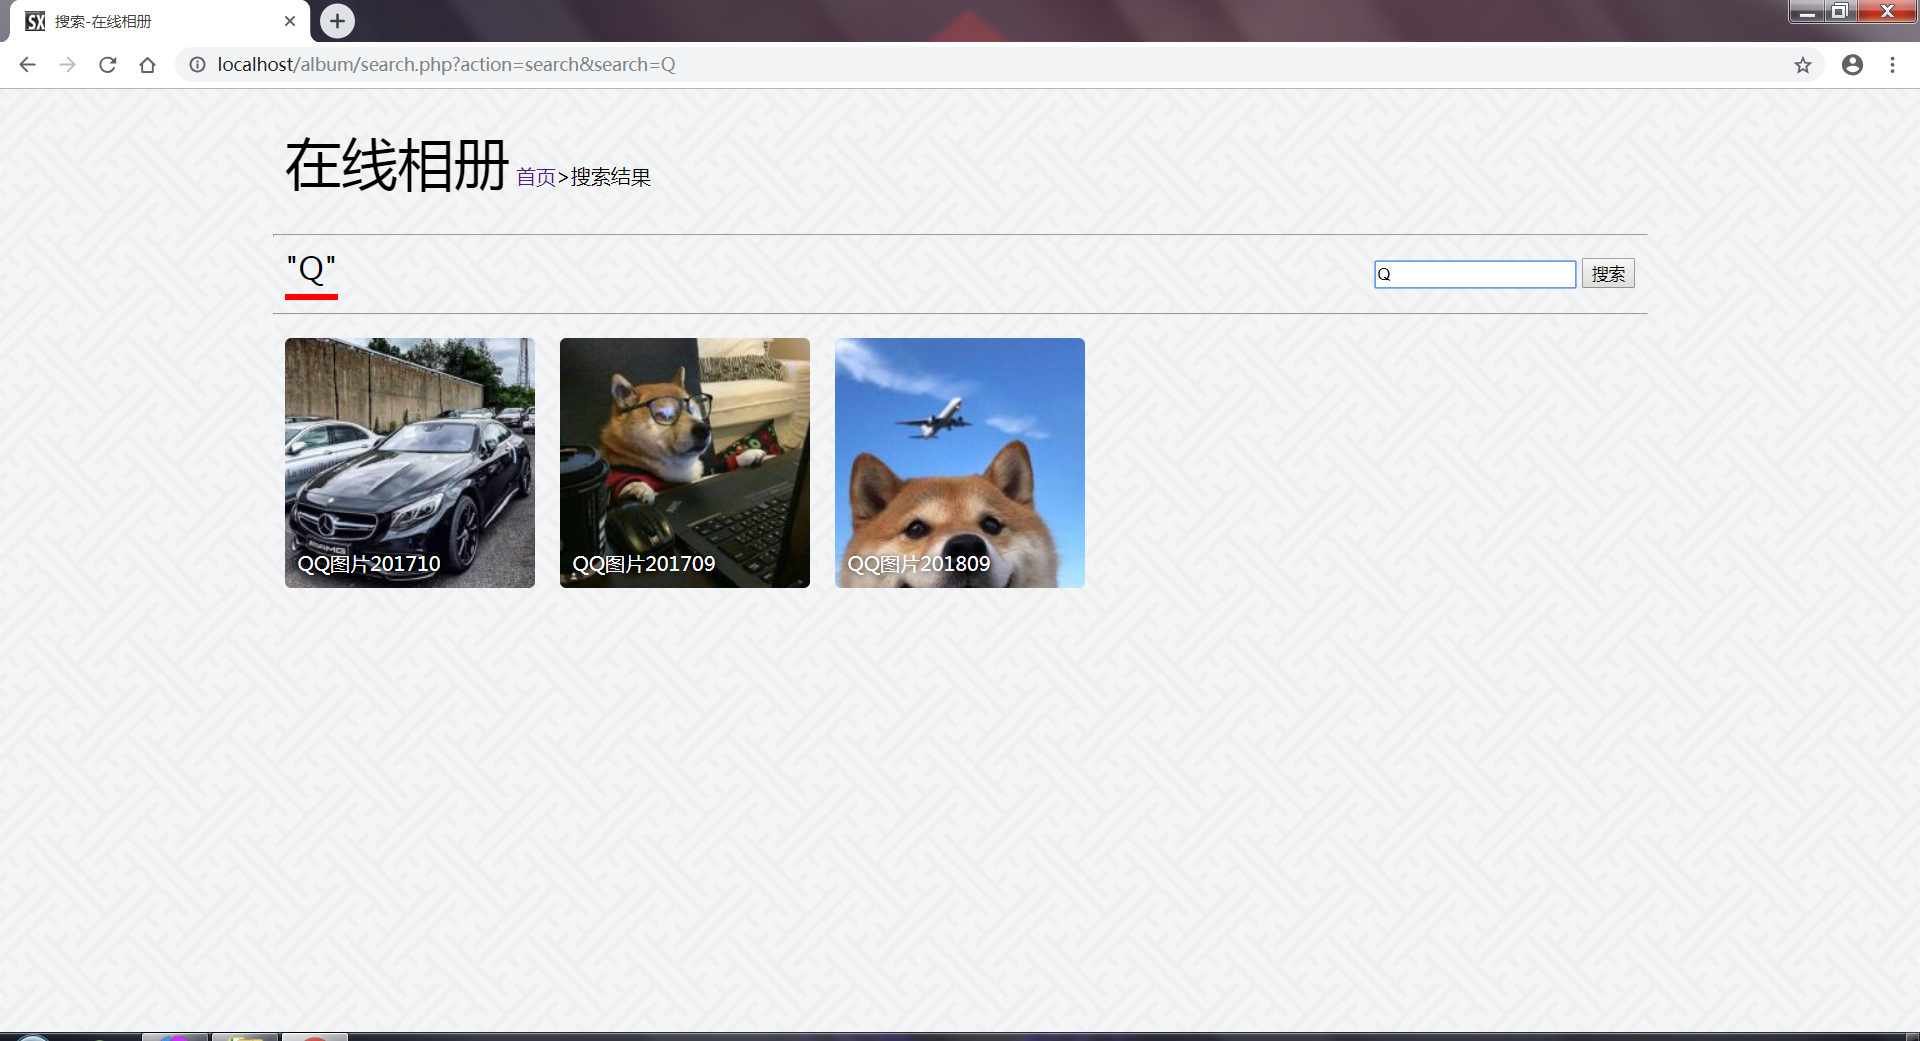 SX 搜索-在线相册
localhost/album/search.php?action=search&search=Q
在线相册 首页>搜索结果
"Q"
Q 搜索
QQ图片201710
QQ图片201709
QQ图片201809
AMG